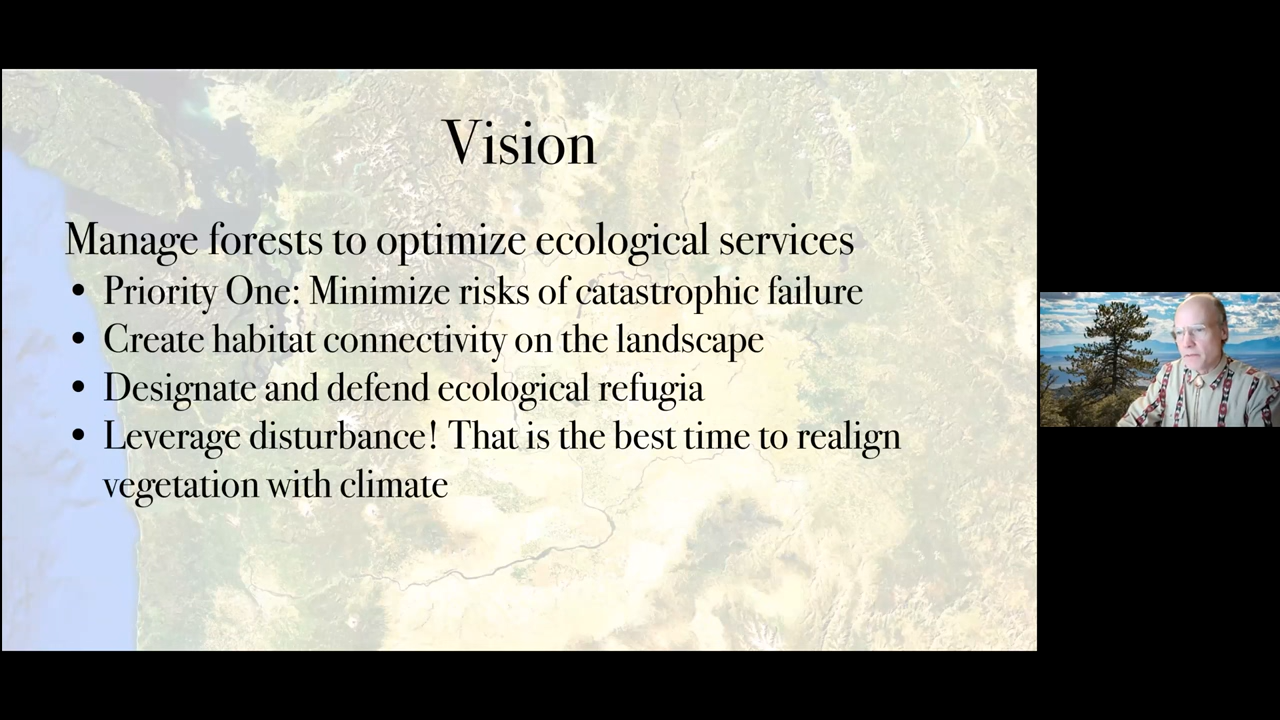 Vision
Manage forests to optimize ecological services
• Priority One: Minimize risks of catastrophic failure
• Create habitat connectivity on the landscape
• Designate and defend ecological refugia
• Leverage disturbance! That is the best time to realign
vegetation with climate